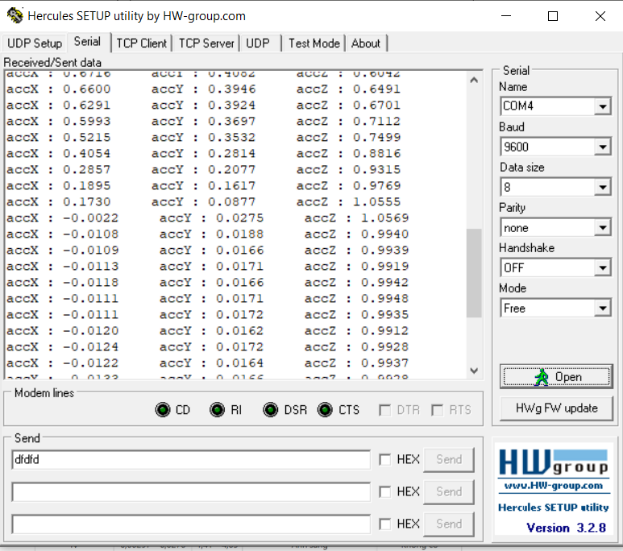 Hercules SETUP utility by HW-group.com
UDP Setup Serial TCP Client TCP Server UDP Test Mode About
Received/Sent data
accX : 0.6716 accY : 0.4082 accZ : 0.6042
accX : 0.6600 accY : 0.3946 accZ : 0.6491
accX : 0.6291 accY : 0.3924 accZ : 0.6701
accX : 0.5993 accY : 0.3697 accZ : 0.7112
accX : 0.5215 accY : 0.3532 accZ : 0.7499
accX : 0.4054 accY : 0.2814 accZ : 0.8816
accX : 0.2857 accY : 0.2077 accZ : 0.9315
accX : 0.1895 accY : 0.1617 accZ : 0.9769
accX : 0.1730 accY : 0.0877 accZ : 1.0555
accX : -0.0022 accY : 0.0275 accZ : 1.0569
accX : -0.0108 accY : 0.0188 accZ : 0.9940
accX : -0.0109 accY : 0.0166 accZ : 0.9939
accX : -0.0113 accY : 0.0171 accZ : 0.9919
accX : -0.0118 accY : 0.0166 accZ : 0.9942
accX : -0.0111 accY : 0.0171 accZ : 0.9948
accX : -0.0111 accY : 0.0172 accZ : 0.9935
accX : -0.0120 accY : 0.0162 accZ : 0.9912
accX : -0.0124 accY : 0.0172 accZ : 0.9928
accX : -0.0122 accY : 0.0164 accZ : 0.9937
accX : -0.0133 accY : 0.0166 accZ : 0.9928
Serial
Name
COM4
Baud
9600
Data size
8
Parity
none
Handshake
OFF
Mode
Free
Open
HWg FW update
Modem lines
CD RI DSR CTS DTR RTS
Send
dfdfd HEX Send
HEX Send
HEX Send
HW group
www.HW-group.com
Hercules SETUP utility
Version 3.2.8